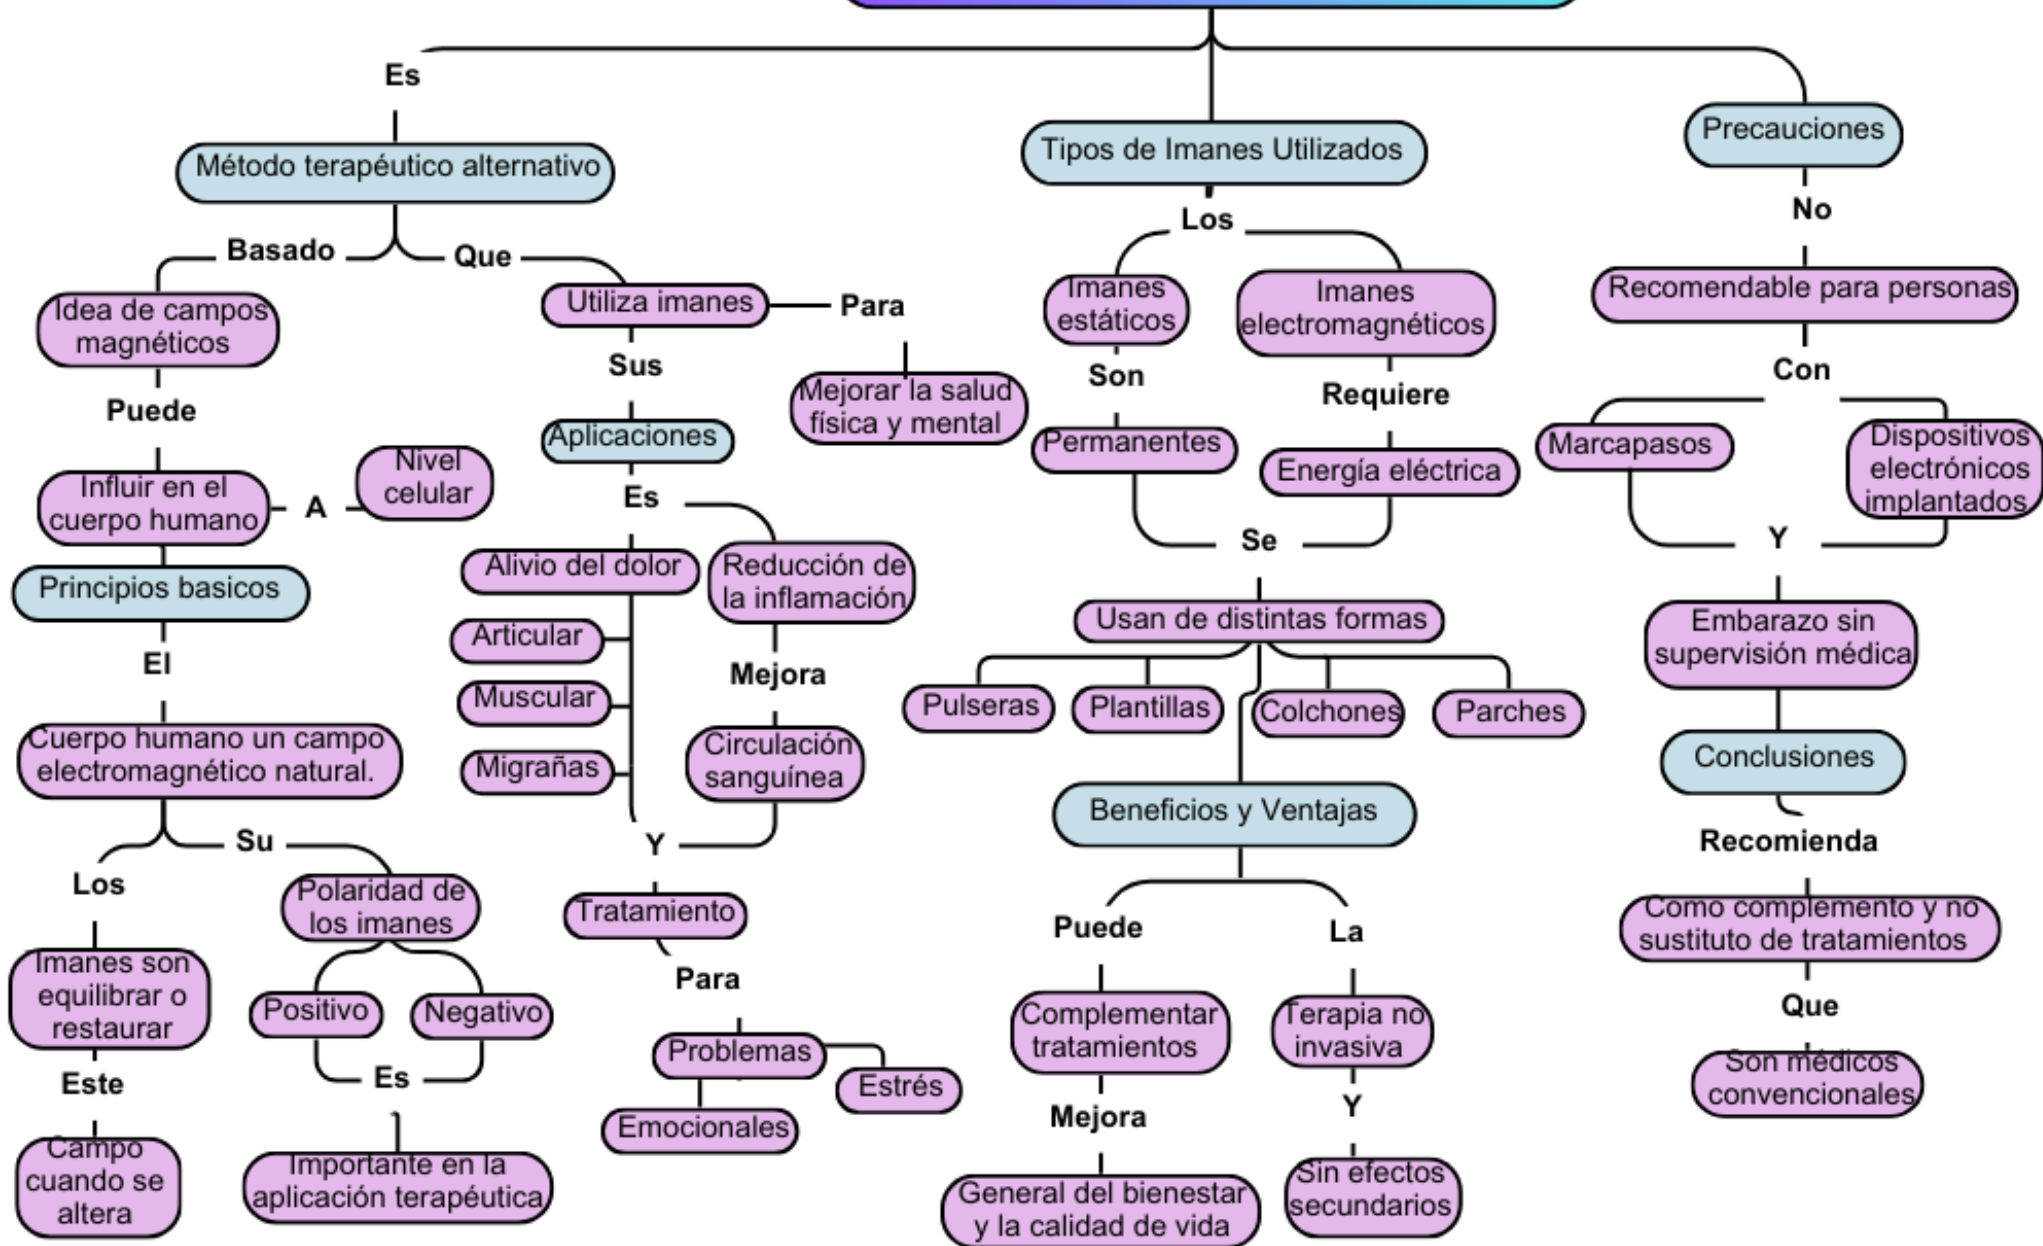 Es
Método terapéutico alternativo
Basado
Que
Idea de campos
magnéticos
Puede
Influir en el
cuerpo humano
A
Nivel
celular
Principios basicos
El
Cuerpo humano un campo
electromagnético natural.
Los
Imanes son
equilibrar o
restaurar
Este
Campo
cuando se
altera
Su
Polaridad de
los imanes
Positivo
Negativo
Es
Importante en la
aplicación terapéutica
Utiliza imanes
Para
Mejorar la salud
física y mental
Sus
Aplicaciones
Es
Alivio del dolor
Articular
Muscular
Migrañas
Reducción de
la inflamación
Mejora
Circulación
sanguínea
Y
Tratamiento
Para
Problemas
Emocionales
Estrés
Tipos de Imanes Utilizados
Los
Imanes
estáticos
Son
Permanentes
Imanes
electromagnéticos
Requiere
Energía eléctrica
Se
Usan de distintas formas
Pulseras
Plantillas
Colchones
Parches
Beneficios y Ventajas
Puede
Complementar
tratamientos
Mejora
General del bienestar
y la calidad de vida
La
Terapia no
invasiva
Y
Sin efectos
secundarios
Precauciones
No
Recomendable para personas
Con
Marcapasos
Dispositivos
electrónicos
implantados
Y
Embarazo sin
supervisión médica
Conclusiones
Recomienda
Como complemento y no
sustituto de tratamientos
Que
Son médicos
convencionales